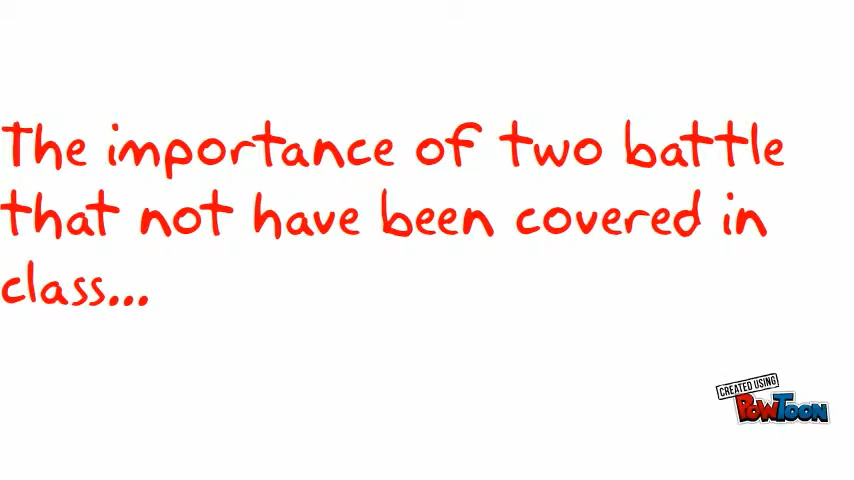 The importance of two battle
that not have been covered in
class...
CREATED USING
POWTOON